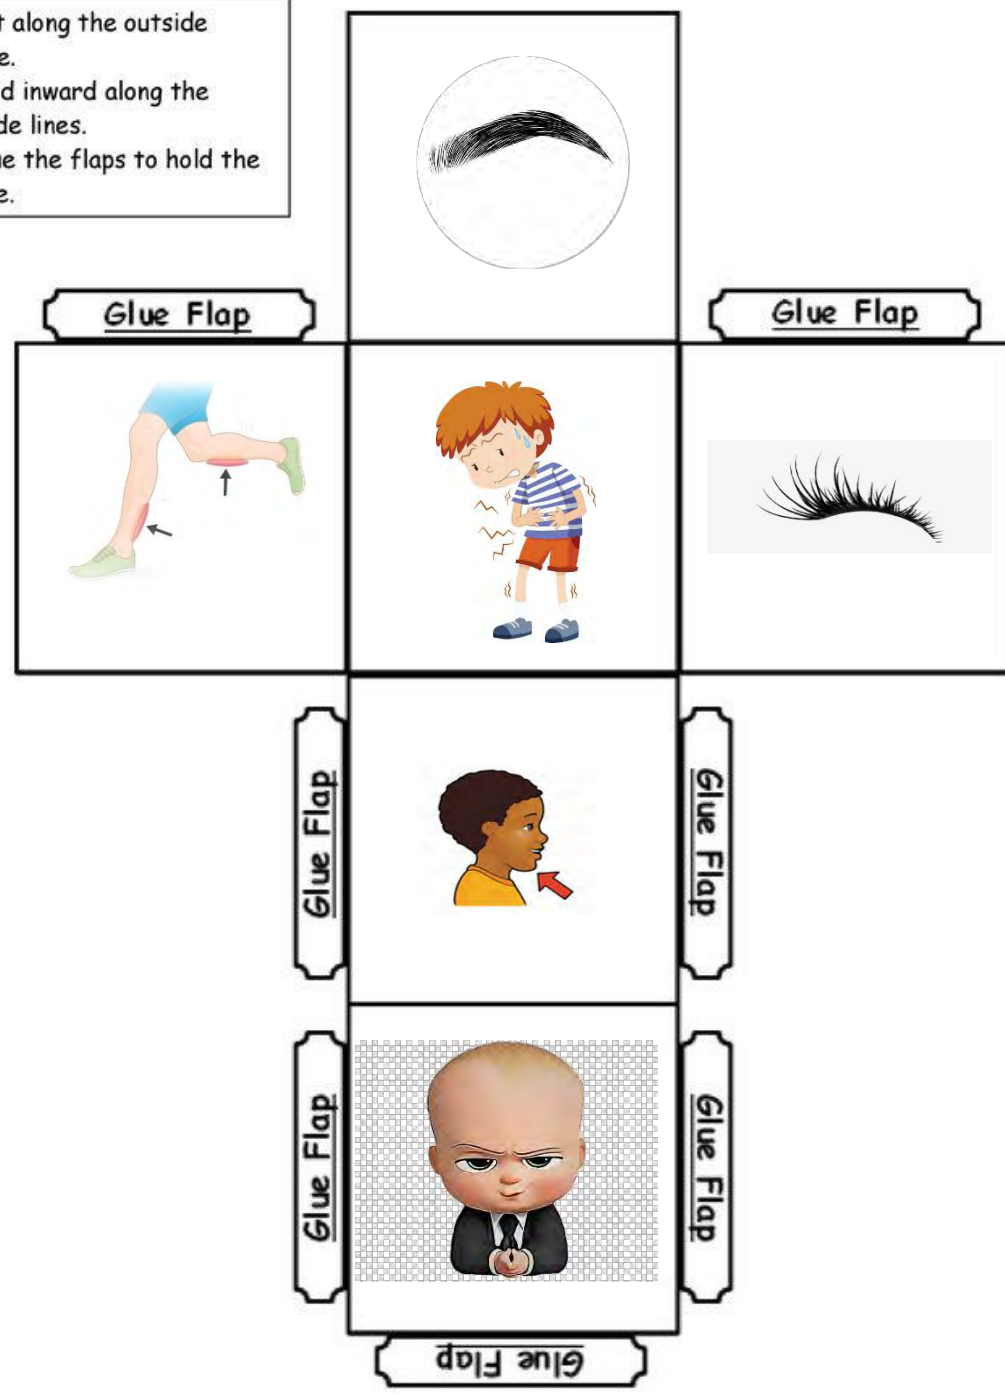 t along the outside
e.
d inward along the
de lines.
e the flaps to hold the
e.
Glue Flap
Glue Flap
Glue Flap
Glue Flap
Glue Flap
Glue Flap
Glue Flap